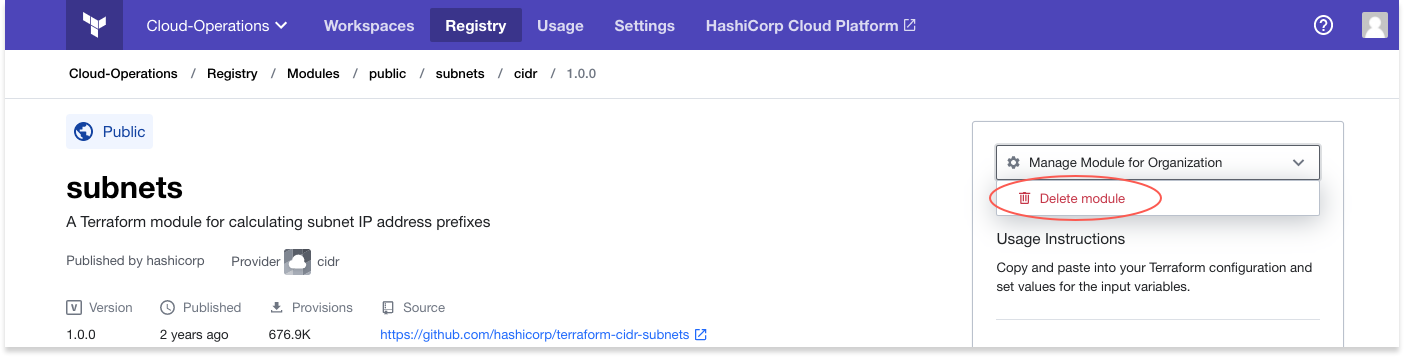 Cloud-Operations Workspaces Registry Usage Settings HashiCorp Cloud Platform
Cloud-Operations / Registry / Modules / public / subnets / cidr / 1.0.0
Public
subnets
A Terraform module for calculating subnet IP address prefixes
Published by hashicorp Provider cidr
V Version Published Provisions Source
1.0.0 2 years ago 676.9K https://github.com/hashicorp/terraform-cidr-subnets
Manage Module for Organization
Delete module
Usage Instructions
Copy and paste into your Terraform configuration and
set values for the input variables.